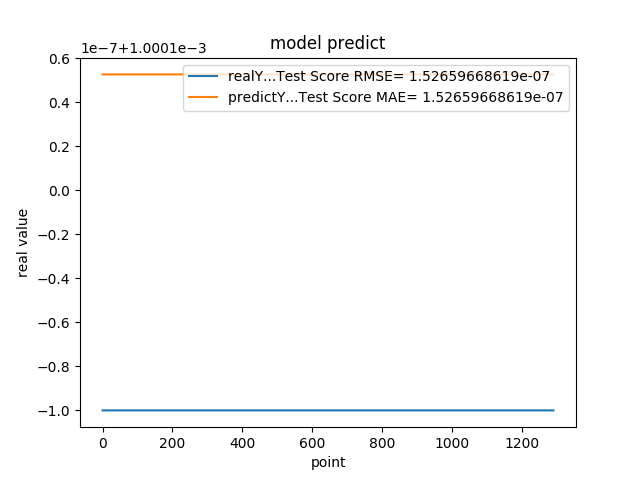 model predict
1e−7+1.0001e−3
realY...Test Score RMSE= 1.52659668619e-07
predictY...Test Score MAE= 1.52659668619e-07
0.6
0.4
0.2
0.0
−0.2
−0.4
−0.6
−0.8
−1.0
real value
0 200 400 600 800 1000 1200
point